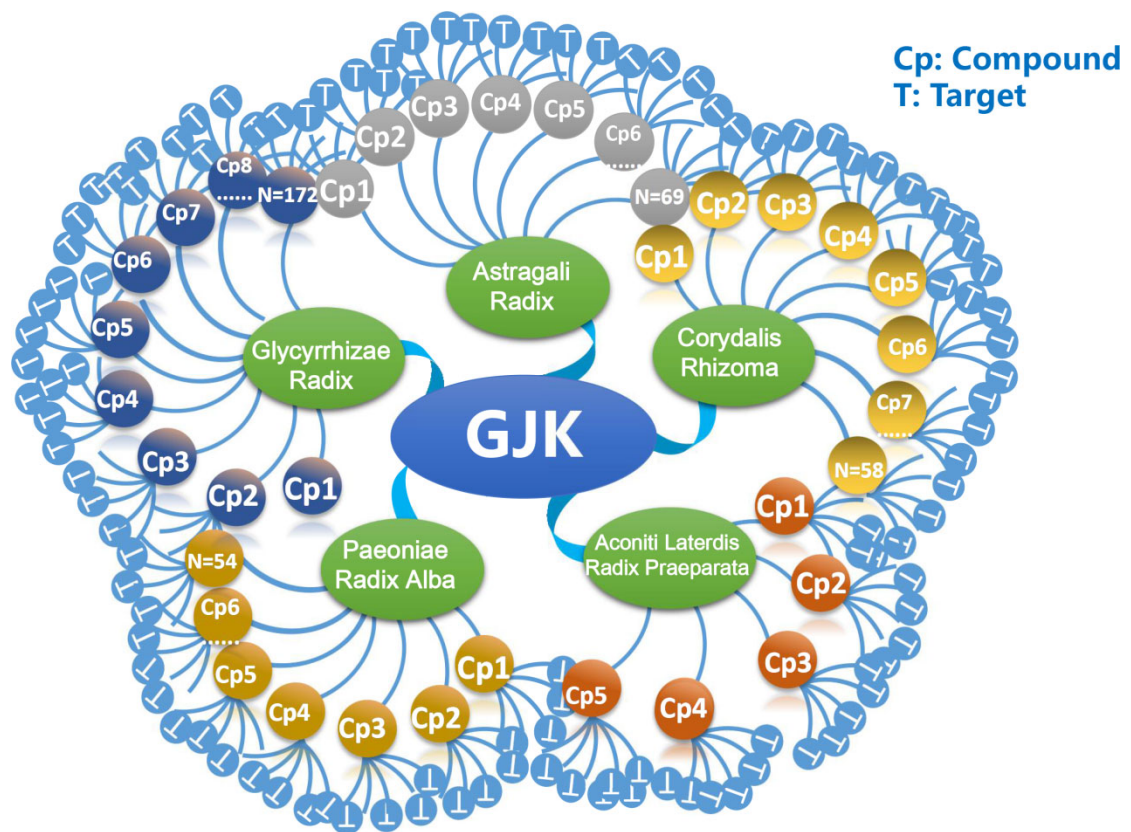 Cp: Compound
T: Target
GJK
Astragali
Radix
Cp1
Cp2
Cp3
Cp4
Cp5
Cp6
......
N=69
Corydalis
Rhizoma
Cp1
Cp2
Cp3
Cp4
Cp5
Cp6
Cp7
......
N=58
Aconiti Laterdis
Radix Praeparata
Cp1
Cp2
Cp3
Cp4
Cp5
Paeoniae
Radix Alba
Cp1
Cp2
Cp3
Cp4
Cp5
Cp6
......
N=54
Glycyrrhizae
Radix
Cp1
Cp2
Cp3
Cp4
Cp5
Cp6
Cp7
Cp8
......
N=172
T